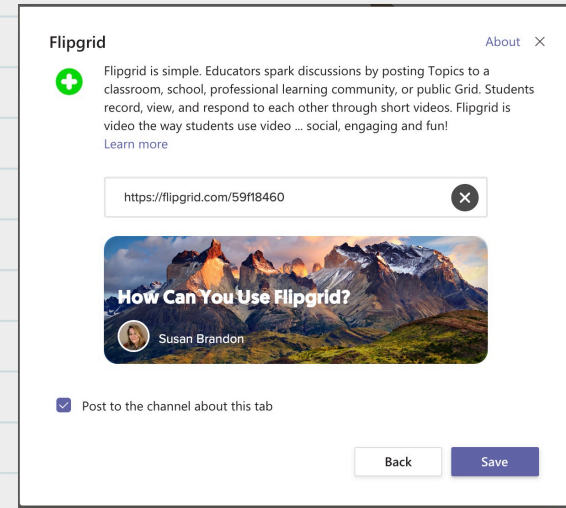 Flipgrid
About
Flipgrid is simple. Educators spark discussions by posting Topics to a
classroom, school, professional learning community, or public Grid. Students
record, view, and respond to each other through short videos. Flipgrid is
video the way students use video ... social, engaging and fun!
Learn more
https://flipgrid.com/59f18460
How Can You Use Flipgrid?
Susan Brandon
Post to the channel about this tab
Back
Save